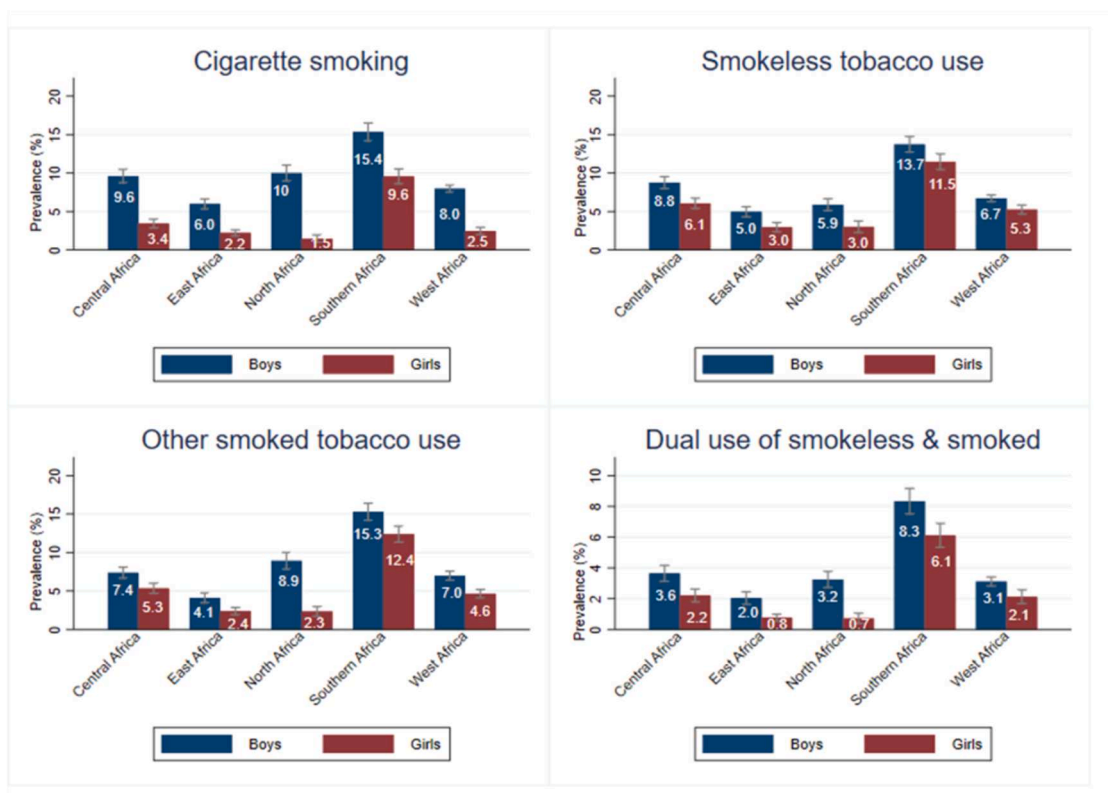 Cigarette smoking
Prevalence (%)
20
15
10
5
0
9.6
3.4
6.0
2.2
10
1.5
15.4
9.6
8.0
2.5
Central Africa
East Africa
North Africa
Southern Africa
West Africa
Boys
Girls
Smokeless tobacco use
Prevalence (%)
20
15
10
5
0
8.8
6.1
5.0
3.0
5.9
3.0
13.7
11.5
6.7
5.3
Central Africa
East Africa
North Africa
Southern Africa
West Africa
Boys
Girls
Other smoked tobacco use
Prevalence (%)
20
15
10
5
0
7.4
5.3
4.1
2.4
8.9
2.3
15.3
12.4
7.0
4.6
Central Africa
East Africa
North Africa
Southern Africa
West Africa
Boys
Girls
Dual use of smokeless & smoked
Prevalence (%)
10
8
6
4
2
0
3.6
2.2
2.0
0.8
3.2
0.7
8.3
6.1
3.1
2.1
Central Africa
East Africa
North Africa
Southern Africa
West Africa
Boys
Girls